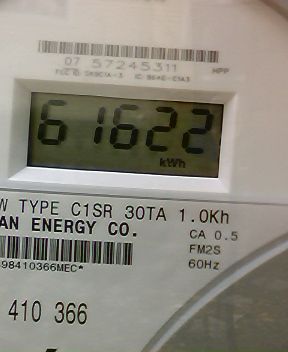 07 57245311
HPP
61622
kWh
W TYPE C1SR 30TA 1.0Kh
AN ENERGY CO.
CA 0.5
FM2S
60Hz
98410366MEC*
410 366